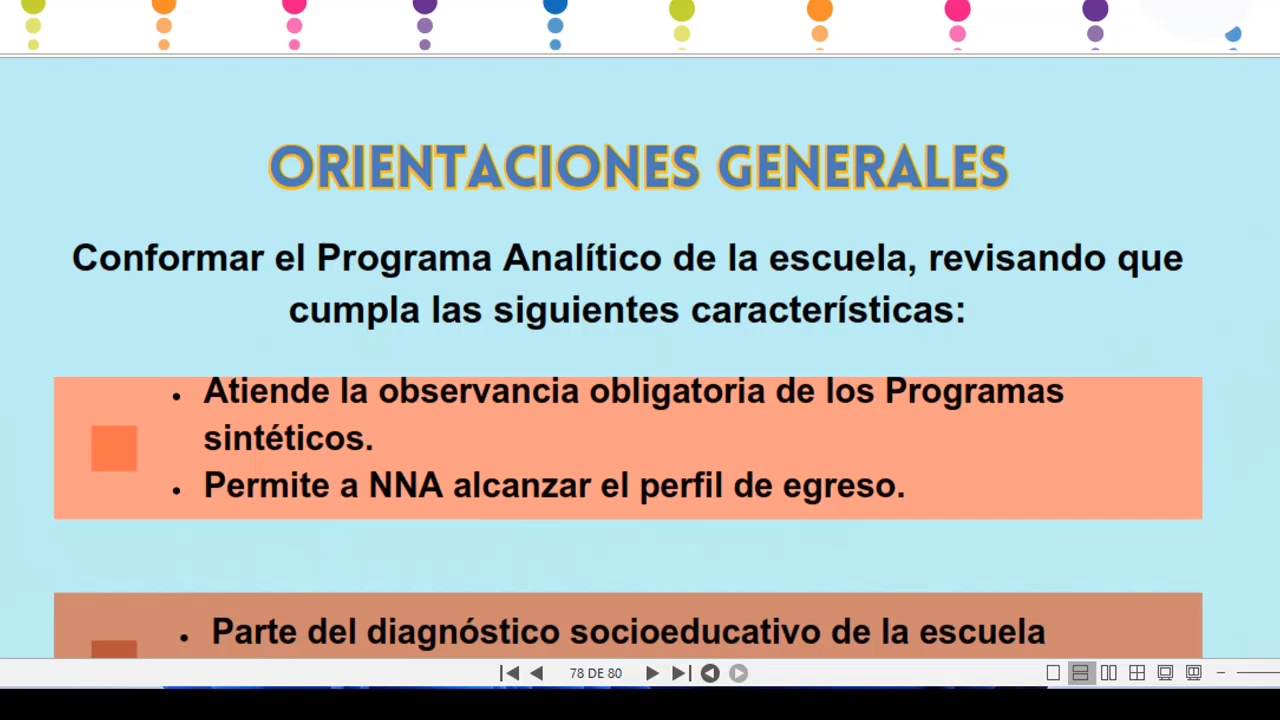 ORIENTACIONES GENERALES
Conformar el Programa Analítico de la escuela, revisando que
cumpla las siguientes características:
• Atiende la observancia obligatoria de los Programas
sintéticos.
• Permite a NNA alcanzar el perfil de egreso.
• Parte del diagnóstico socioeducativo de la escuela
78 DE 80